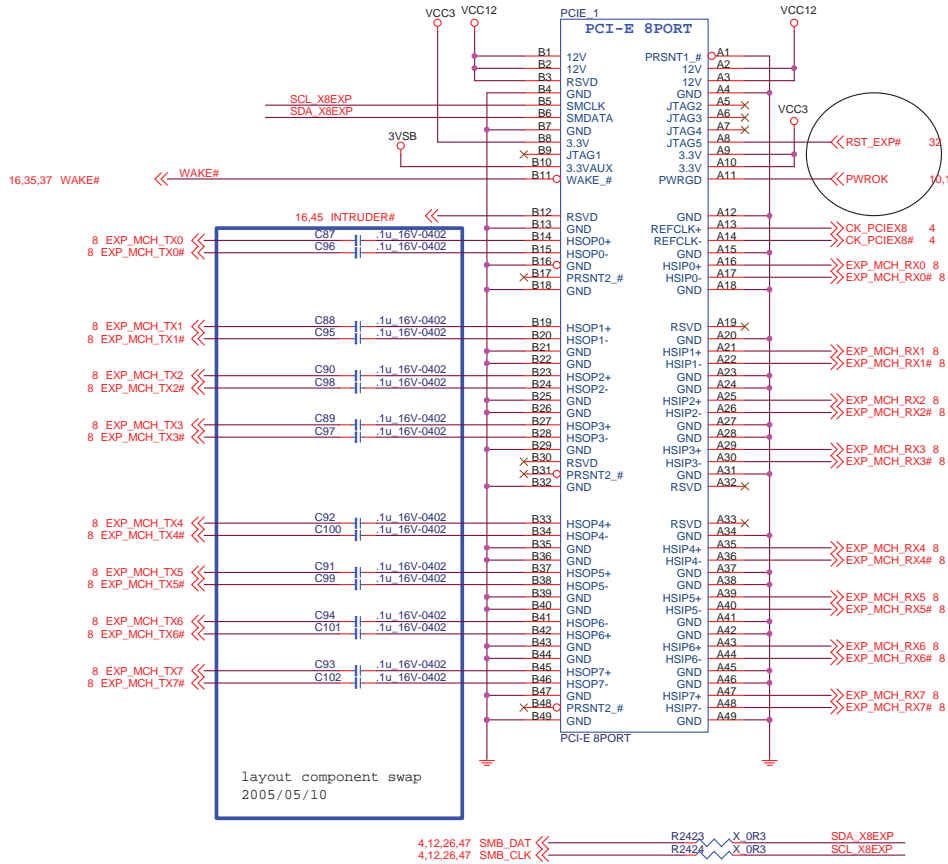 VCC3 VCC12 PCIE_1 VCC12
PCI-E 8PORT
B1 12V PRSNT1_# A1
B2 12V 12V A2
B3 RSVD 12V A3
B4 GND GND A4
SCL_X8EXP B5 SMCLK JTAG2 A5
SDA_X8EXP B6 SMDATA JTAG3 A6
B7 GND JTAG4 A7 VCC3
B8 3.3V JTAG5 A8 RST_EXP# 32
3VSB B9 JTAG1 3.3V A9
B10 3.3VAUX 3.3V A10
16,35,37 WAKE# WAKE# B11 WAKE_# PWRGD A11 PWROK 10,1
16,45 INTRUDER# B12 RSVD GND A12
B13 GND REFCLK+ A13 CK_PCIEX8 4
8 EXP_MCH_TX0 C87 .1u_16V-0402 B14 HSOP0+ REFCLK- A14 CK_PCIEX8# 4
8 EXP_MCH_TX0# C96 .1u_16V-0402 B15 HSOP0- GND A15
B16 GND HSIP0+ A16 EXP_MCH_RX0 8
B17 PRSNT2_# HSIP0- A17 EXP_MCH_RX0# 8
B18 GND GND A18
8 EXP_MCH_TX1 C88 .1u_16V-0402 B19 HSOP1+ RSVD A19
8 EXP_MCH_TX1# C95 .1u_16V-0402 B20 HSOP1- GND A20
B21 GND HSIP1+ A21 EXP_MCH_RX1 8
B22 GND HSIP1- A22 EXP_MCH_RX1# 8
8 EXP_MCH_TX2 C90 .1u_16V-0402 B23 HSOP2+ GND A23
8 EXP_MCH_TX2# C98 .1u_16V-0402 B24 HSOP2- GND A24
B25 GND HSIP2+ A25 EXP_MCH_RX2 8
B26 GND HSIP2- A26 EXP_MCH_RX2# 8
8 EXP_MCH_TX3 C89 .1u_16V-0402 B27 HSOP3+ GND A27
8 EXP_MCH_TX3# C97 .1u_16V-0402 B28 HSOP3- GND A28
B29 GND HSIP3+ A29 EXP_MCH_RX3 8
B30 RSVD HSIP3- A30 EXP_MCH_RX3# 8
B31 PRSNT2_# GND A31
B32 GND RSVD A32
8 EXP_MCH_TX4 C92 .1u_16V-0402 B33 HSOP4+ RSVD A33
8 EXP_MCH_TX4# C100 .1u_16V-0402 B34 HSOP4- GND A34
B35 GND HSIP4+ A35 EXP_MCH_RX4 8
B36 GND HSIP4- A36 EXP_MCH_RX4# 8
8 EXP_MCH_TX5 C91 .1u_16V-0402 B37 HSOP5+ GND A37
8 EXP_MCH_TX5# C99 .1u_16V-0402 B38 HSOP5- GND A38
B39 GND HSIP5+ A39 EXP_MCH_RX5 8
B40 GND HSIP5- A40 EXP_MCH_RX5# 8
8 EXP_MCH_TX6 C94 .1u_16V-0402 B41 HSOP6- GND A41
8 EXP_MCH_TX6# C101 .1u_16V-0402 B42 HSOP6+ GND A42
B43 GND HSIP6+ A43 EXP_MCH_RX6 8
B44 GND HSIP6- A44 EXP_MCH_RX6# 8
8 EXP_MCH_TX7 C93 .1u_16V-0402 B45 HSOP7+ GND A45
8 EXP_MCH_TX7# C102 .1u_16V-0402 B46 HSOP7- GND A46
B47 GND HSIP7+ A47 EXP_MCH_RX7 8
B48 PRSNT2_# HSIP7- A48 EXP_MCH_RX7# 8
B49 GND GND A49
PCI-E 8PORT
layout component swap
2005/05/10
4,12,26,47 SMB_DAT R2423 X_0R3 SDA_X8EXP
4,12,26,47 SMB_CLK R2424 X_0R3 SCL_X8EXP